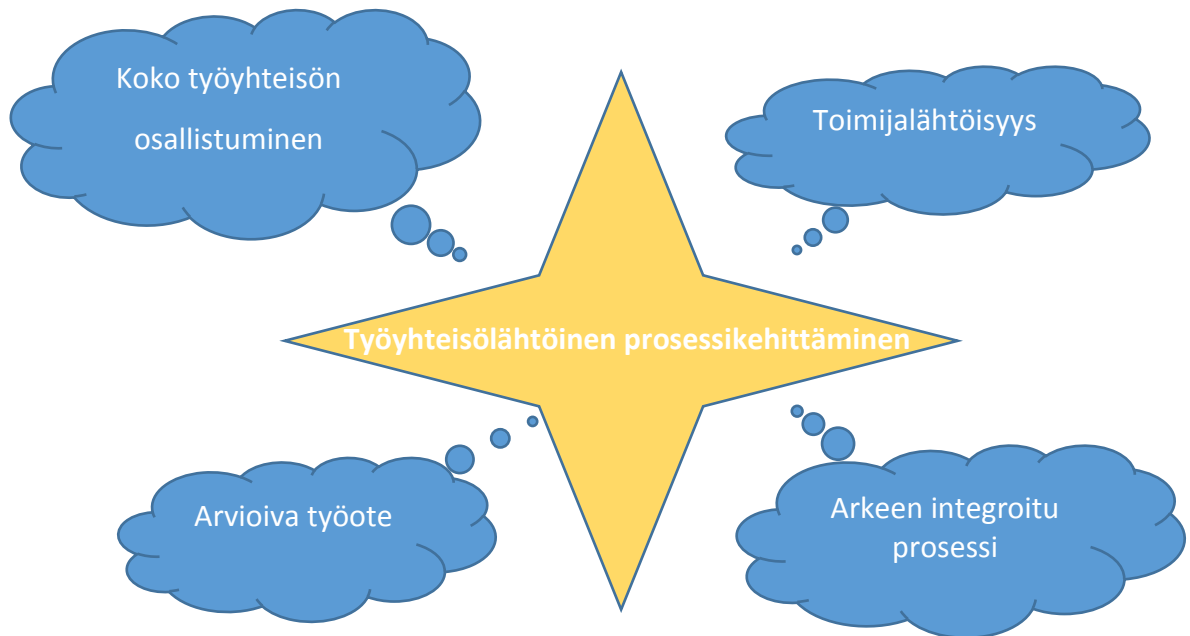 Koko työyhteisön
osallistuminen
Toimijalähtöisyys
Työyhteisölähtöinen prosessikehittäminen
Arvioiva työote
Arkeen integroitu
prosessi